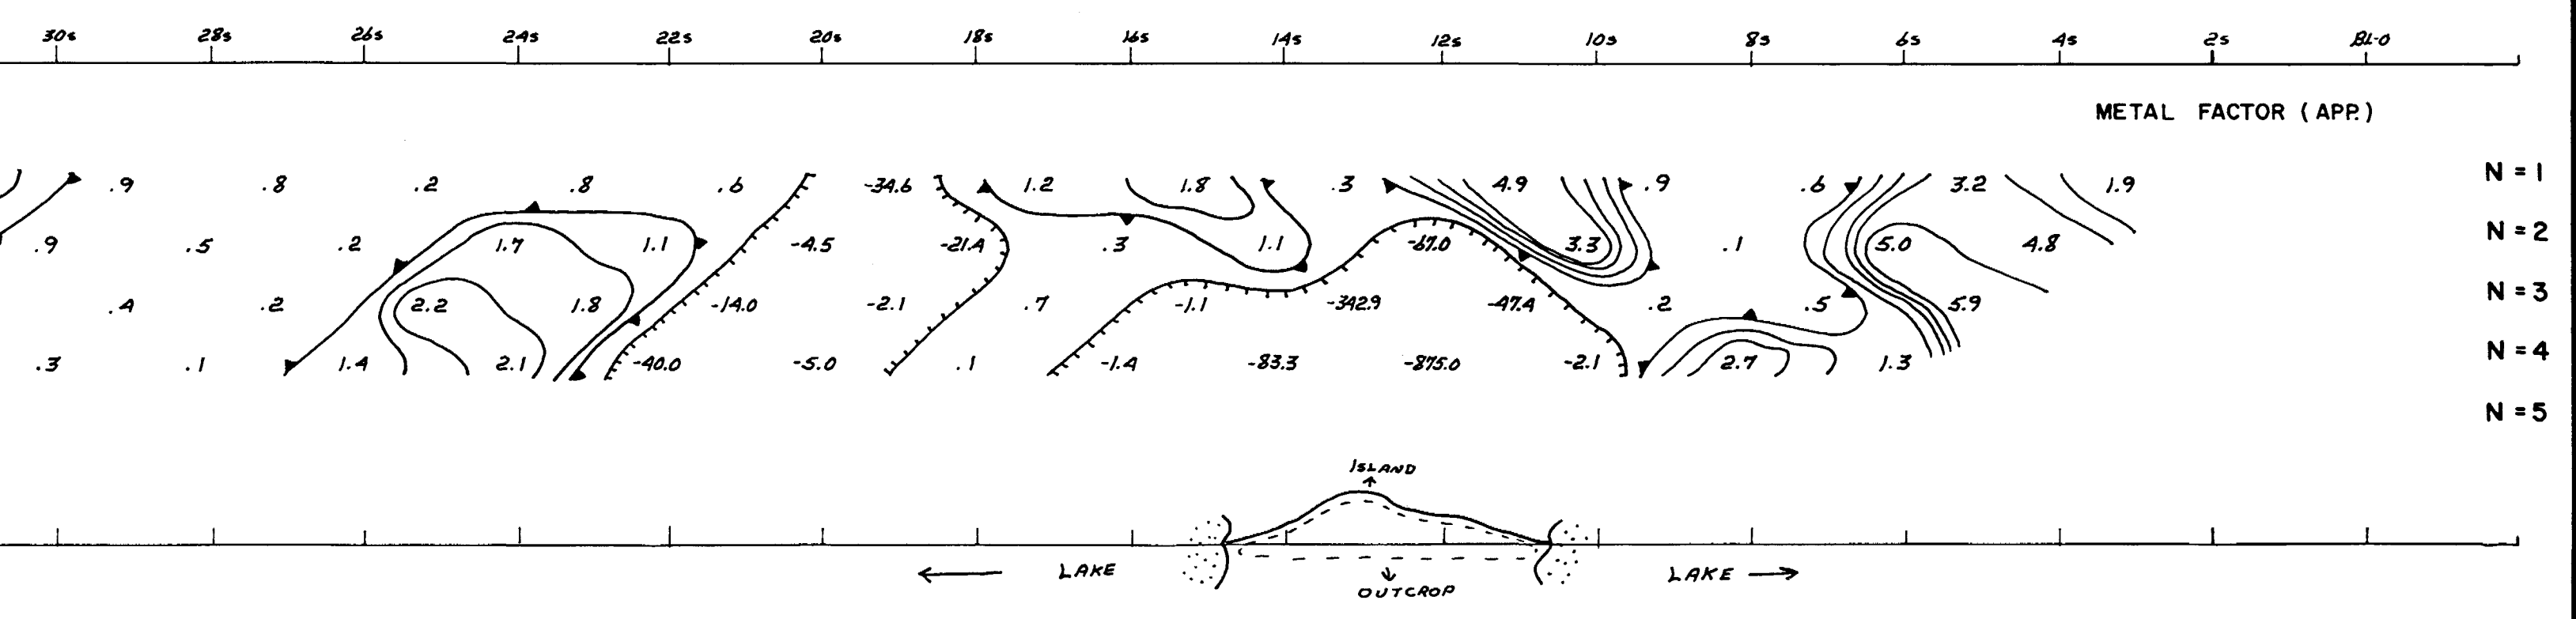 30s 28s 26s 24s 22s 20s 18s 16s 14s 12s 10s 8s 6s 4s 2s BL-0
METAL FACTOR (APP.)
.9 .8 .2 .8 .6 -34.6 1.2 1.8 .3 4.9 .9 .6 3.2 1.9 N = 1
.9 .5 .2 1.7 1.1 -4.5 -21.4 .3 1.1 -67.0 3.3 .1 5.0 4.8 N = 2
.4 .2 2.2 1.8 -14.0 -2.1 .7 -1.1 -342.9 -47.4 .2 .5 5.9 N = 3
.3 .1 1.4 2.1 -40.0 -5.0 .1 -1.4 -83.3 -875.0 -2.1 2.7 1.3 N = 4
N = 5
ISLAND
LAKE LAKE
OUTCROP